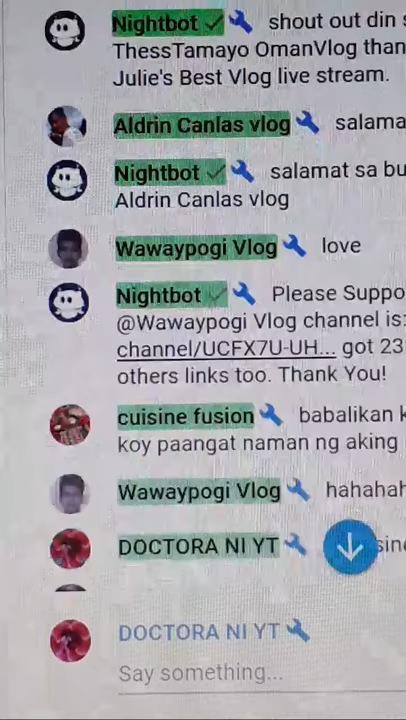 Nightbot shout out din s
ThessTamayo OmanVlog than
Julie's Best Vlog live stream.
Aldrin Canlas vlog salama
Nightbot salamat sa bu
Aldrin Canlas vlog
Wawaypogi Vlog love
Nightbot Please Suppo
@Wawaypogi Vlog channel is:
channel/UCFX7U-UH... got 23
others links too. Thank You!
cuisine fusion babalikan k
koy paangat naman ng aking
Wawaypogi Vlog hahahah
DOCTORA NI YT sine
DOCTORA NI YT
Say something...